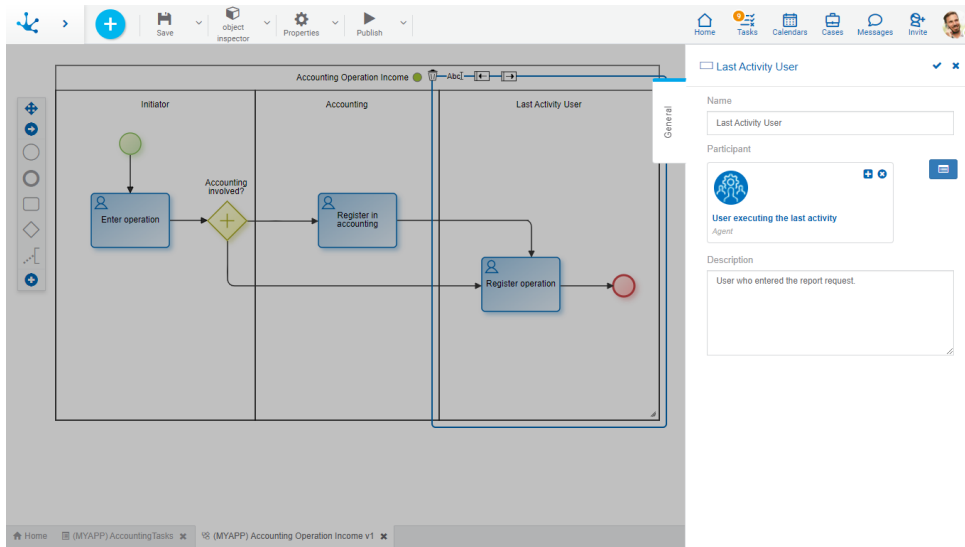 Save
object
inspector
Properties
Publish
Home
9
Tasks
Calendars
Cases
Messages
Invite
Accounting Operation Income
Abc
Initiator
Accounting
Last Activity User
Enter operation
Accounting
involved?
Register in
accounting
Register operation
General
Last Activity User
Name
Last Activity User
Participant
User executing the last activity
Agent
Description
User who entered the report request.
Home
(MYAPP) AccountingTasks
(MYAPP) Accounting Operation Income v1